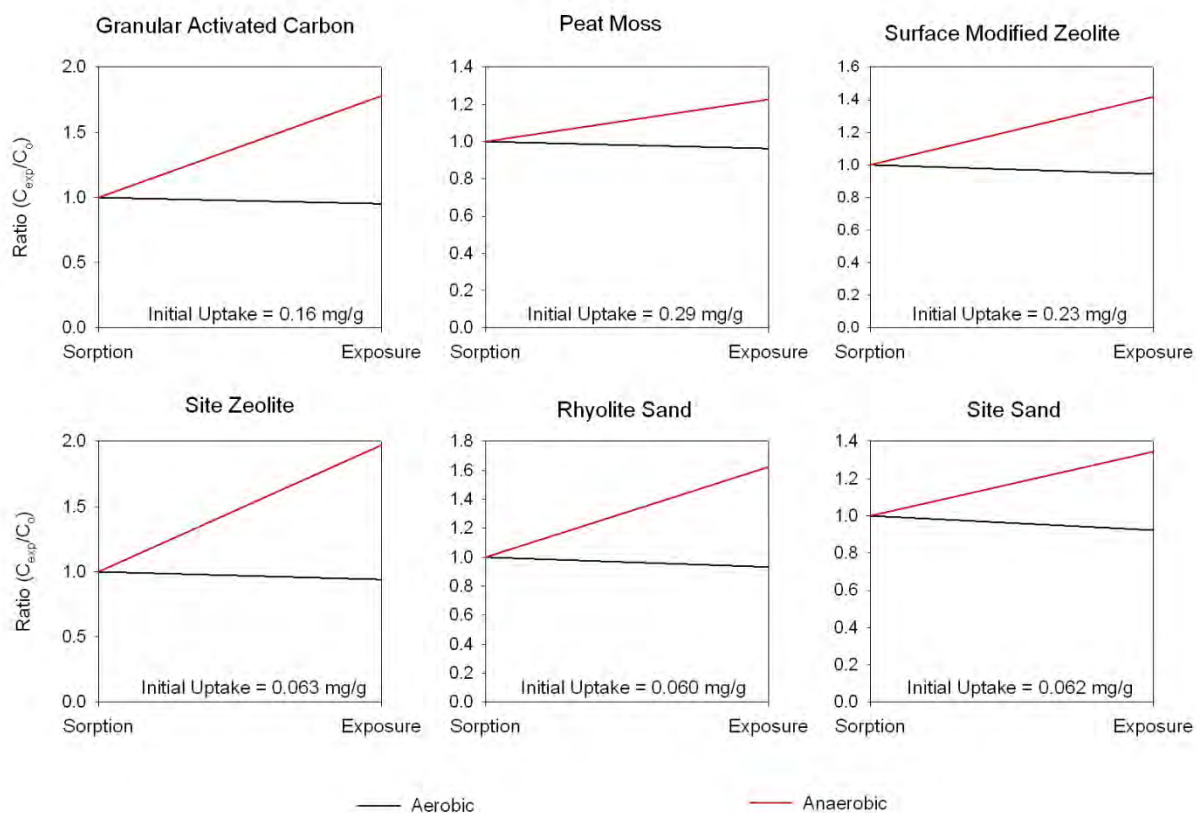 Granular Activated Carbon
Peat Moss
Surface Modified Zeolite
Ratio (Cexp/Co)
2.0
1.5
1.0
0.5
0.0
Initial Uptake = 0.16 mg/g
Sorption
Exposure
1.4
1.2
1.0
0.8
0.6
0.4
0.2
0.0
Initial Uptake = 0.29 mg/g
Sorption
Exposure
1.6
1.4
1.2
1.0
0.8
0.6
0.4
0.2
0.0
Initial Uptake = 0.23 mg/g
Sorption
Exposure
Site Zeolite
Rhyolite Sand
Site Sand
Ratio (Cexp/Co)
2.0
1.5
1.0
0.5
0.0
Initial Uptake = 0.063 mg/g
Sorption
Exposure
1.8
1.6
1.4
1.2
1.0
0.8
0.6
0.4
0.2
0.0
Initial Uptake = 0.060 mg/g
Sorption
Exposure
1.4
1.2
1.0
0.8
0.6
0.4
0.2
0.0
Initial Uptake = 0.062 mg/g
Sorption
Exposure
Aerobic
Anaerobic